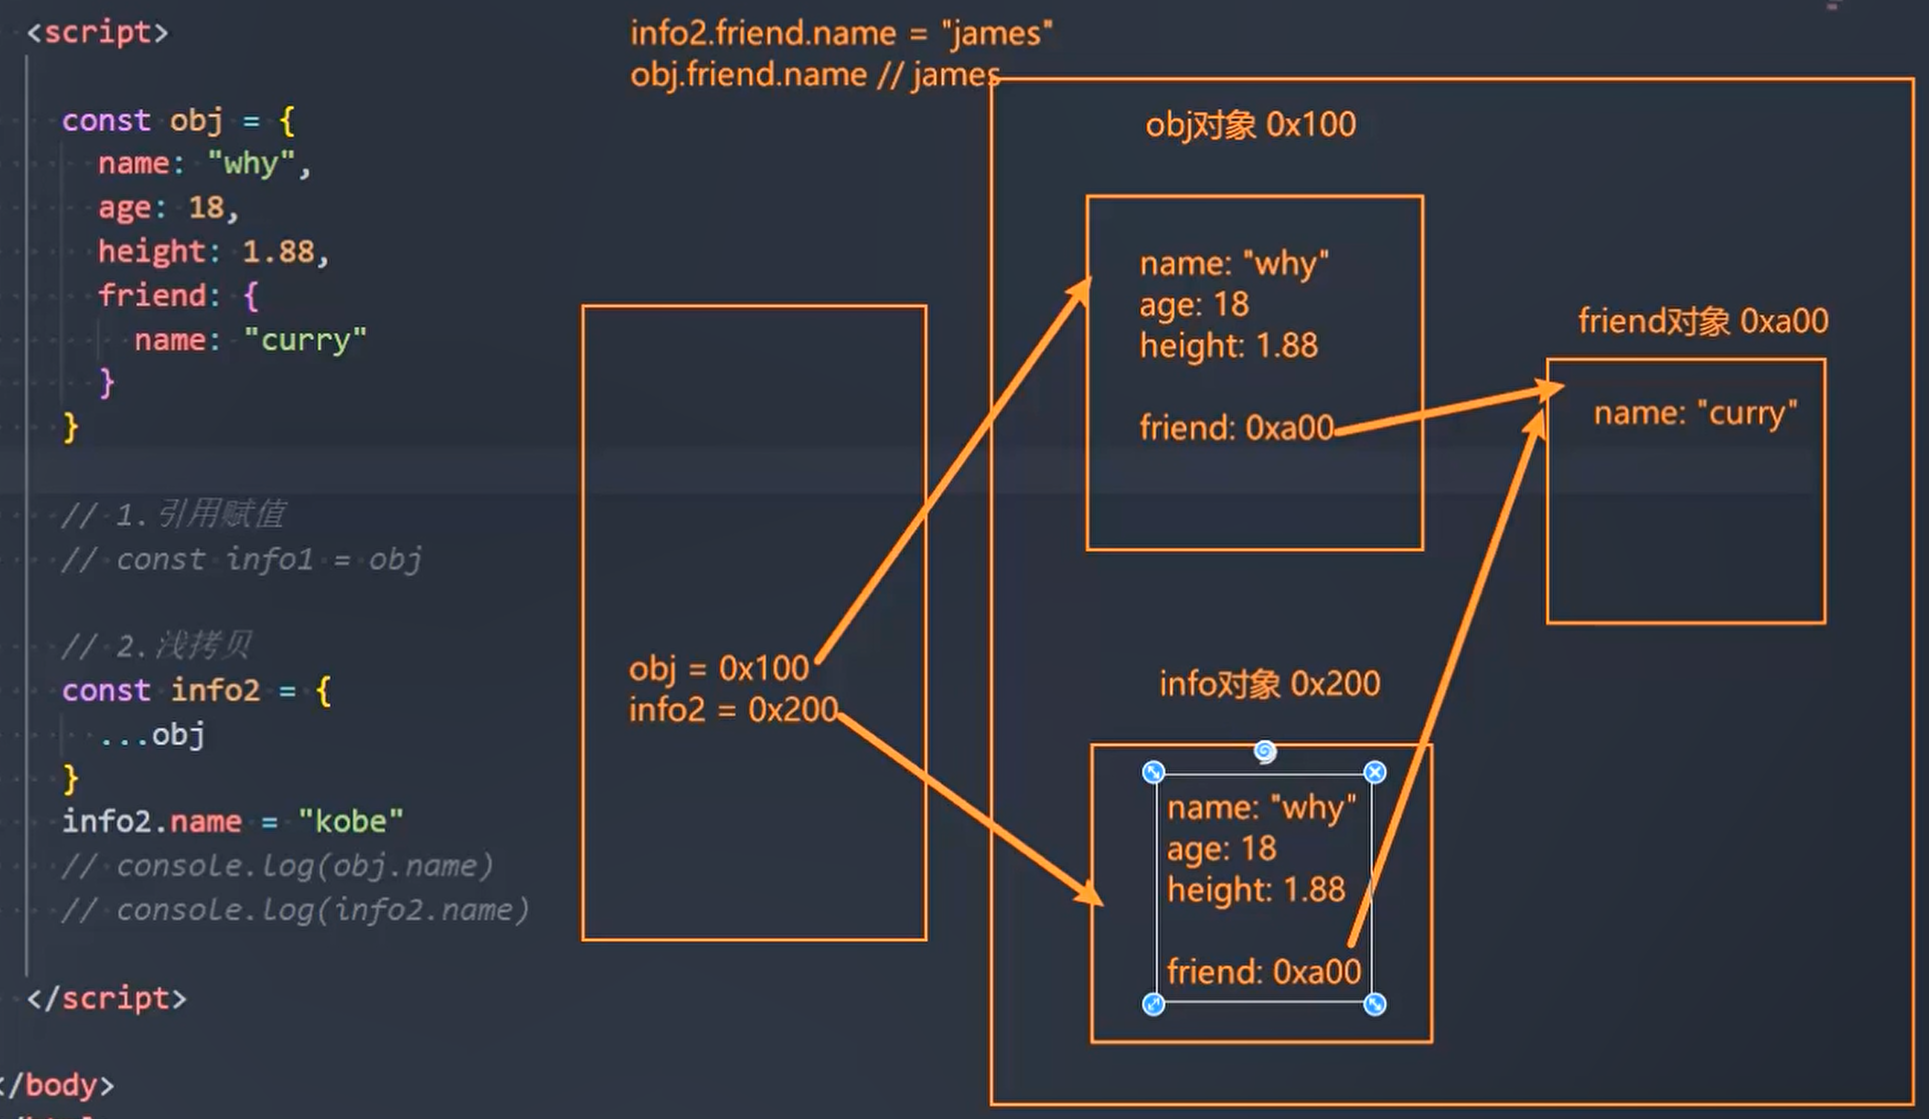 <script>
const obj = {
name: "why",
age: 18,
height: 1.88,
friend: {
name: "curry"
}
}
// 1.引用赋值
// const info1 = obj
// 2.浅拷贝
const info2 = {
...obj
}
info2.name = "kobe"
// console.log(obj.name)
// console.log(info2.name)
</script>
</body>
info2.friend.name = "james"
obj.friend.name // james
obj = 0x100
info2 = 0x200
obj对象 0x100
name: "why"
age: 18
height: 1.88
friend: 0xa00
friend对象 0xa00
name: "curry"
info对象 0x200
name: "why"
age: 18
height: 1.88
friend: 0xa00